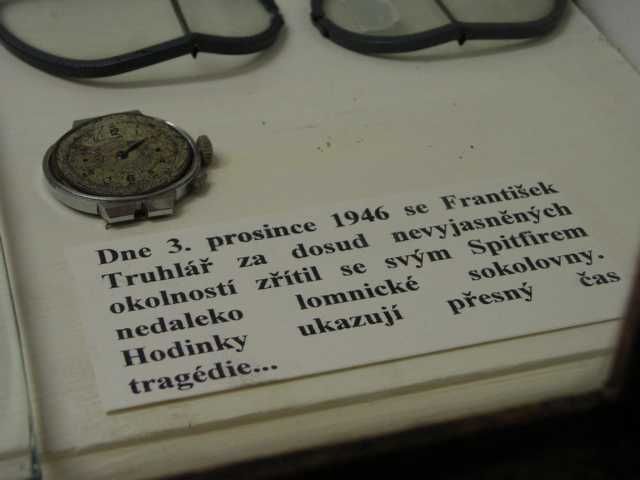 Dne 3. prosince 1946 se František
Truhlář za dosud nevyjasněných
okolností zřítil se svým Spitfirem
nedaleko lomnické sokolovny.
Hodinky ukazují přesný čas
tragédie...